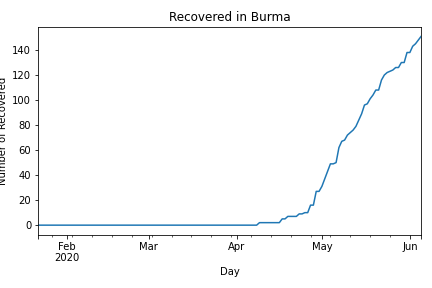 Recovered in Burma
Number of Recovered
140
120
100
80
60
40
20
0
Feb
2020
Mar
Apr
May
Jun
Day